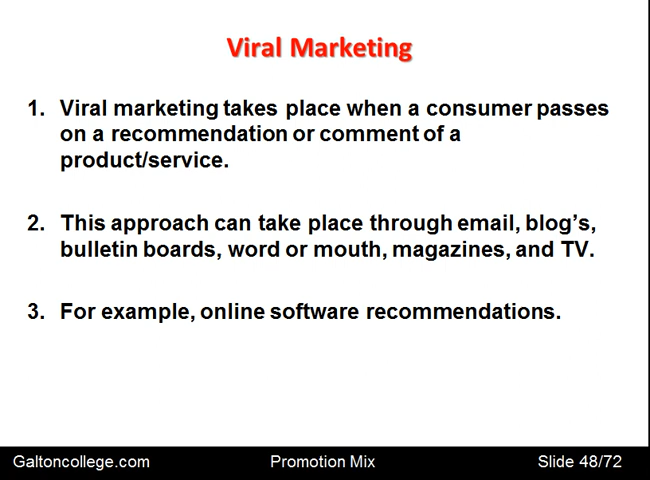 Viral Marketing
1. Viral marketing takes place when a consumer passes
on a recommendation or comment of a
product/service.
2. This approach can take place through email, blog's,
bulletin boards, word or mouth, magazines, and TV.
3. For example, online software recommendations.
Galtoncollege.com Promotion Mix Slide 48/72